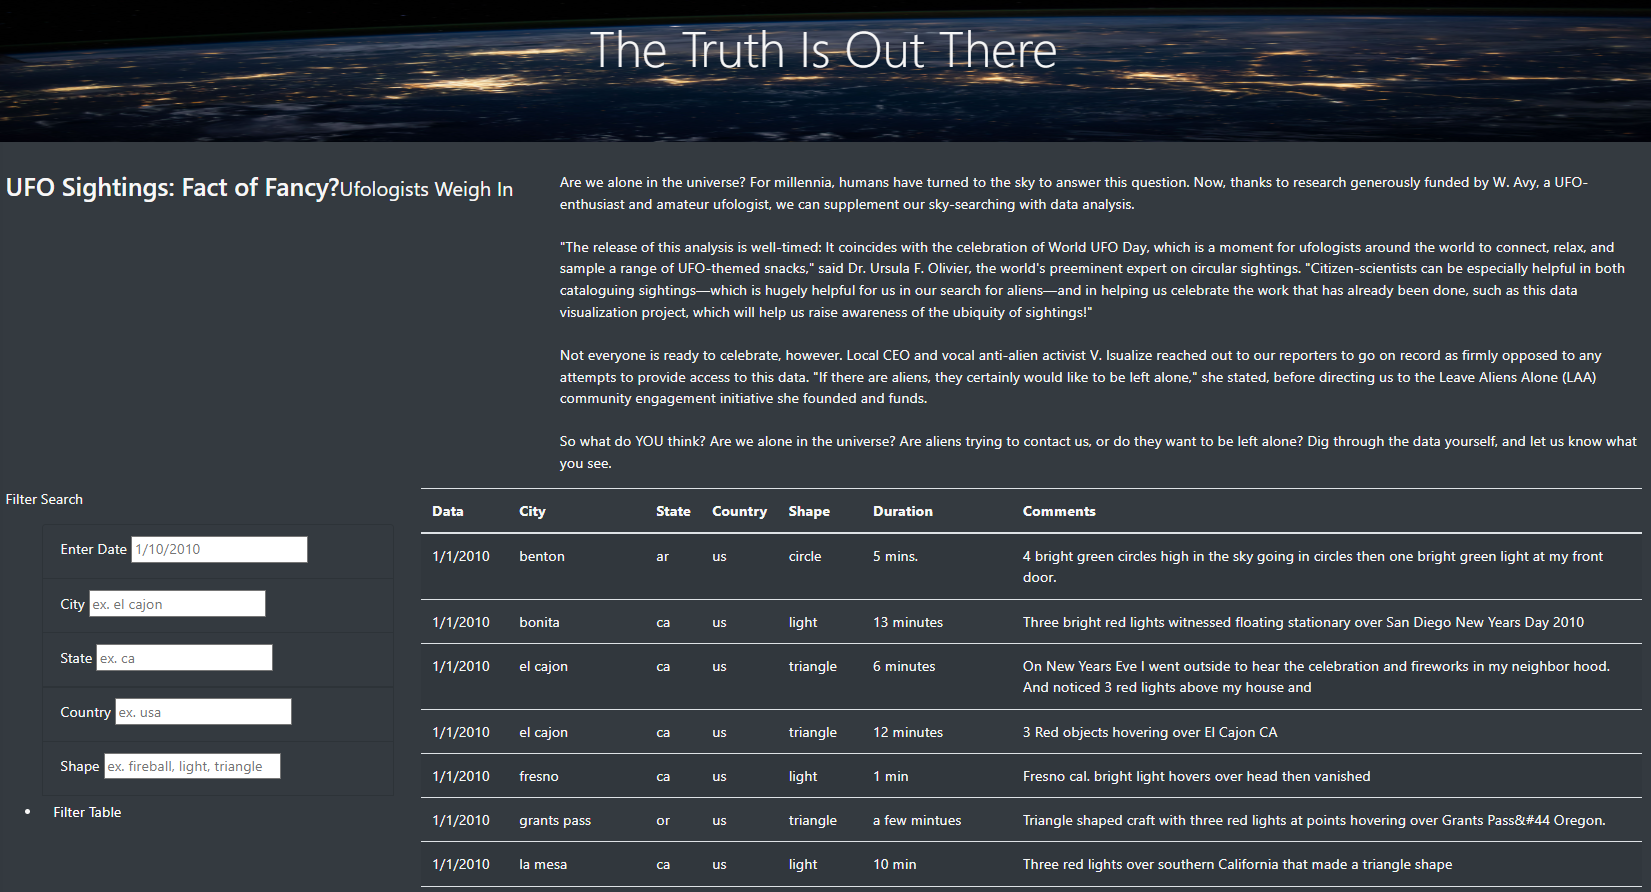 The Truth Is Out There
UFO Sightings: Fact of Fancy?Ufologists Weigh In
Are we alone in the universe? For millennia, humans have turned to the sky to answer this question. Now, thanks to research generously funded by W. Avy, a UFO-
enthusiast and amateur ufologist, we can supplement our sky-searching with data analysis.
"The release of this analysis is well-timed: It coincides with the celebration of World UFO Day, which is a moment for ufologists around the world to connect, relax, and
sample a range of UFO-themed snacks," said Dr. Ursula F. Olivier, the world's preeminent expert on circular sightings. "Citizen-scientists can be especially helpful in both
cataloguing sightings—which is hugely helpful for us in our search for aliens—and in helping us celebrate the work that has already been done, such as this data
visualization project, which will help us raise awareness of the ubiquity of sightings!"
Not everyone is ready to celebrate, however. Local CEO and vocal anti-alien activist V. Isualize reached out to our reporters to go on record as firmly opposed to any
attempts to provide access to this data. "If there are aliens, they certainly would like to be left alone," she stated, before directing us to the Leave Aliens Alone (LAA)
community engagement initiative she founded and funds.
So what do YOU think? Are we alone in the universe? Are aliens trying to contact us, or do they want to be left alone? Dig through the data yourself, and let us know what
you see.
Filter Search
Enter Date 1/10/2010
City ex. el cajon
State ex. ca
Country ex. usa
Shape ex. fireball, light, triangle
• Filter Table
Data City State Country Shape Duration Comments
1/1/2010 benton ar us circle 5 mins. 4 bright green circles high in the sky going in circles then one bright green light at my front
door.
1/1/2010 bonita ca us light 13 minutes Three bright red lights witnessed floating stationary over San Diego New Years Day 2010
1/1/2010 el cajon ca us triangle 6 minutes On New Years Eve I went outside to hear the celebration and fireworks in my neighbor hood.
And noticed 3 red lights above my house and
1/1/2010 el cajon ca us triangle 12 minutes 3 Red objects hovering over El Cajon CA
1/1/2010 fresno ca us light 1 min Fresno cal. bright light hovers over head then vanished
1/1/2010 grants pass or us triangle a few mintues Triangle shaped craft with three red lights at points hovering over Grants Pass&#44 Oregon.
1/1/2010 la mesa ca us light 10 min Three red lights over southern California that made a triangle shape